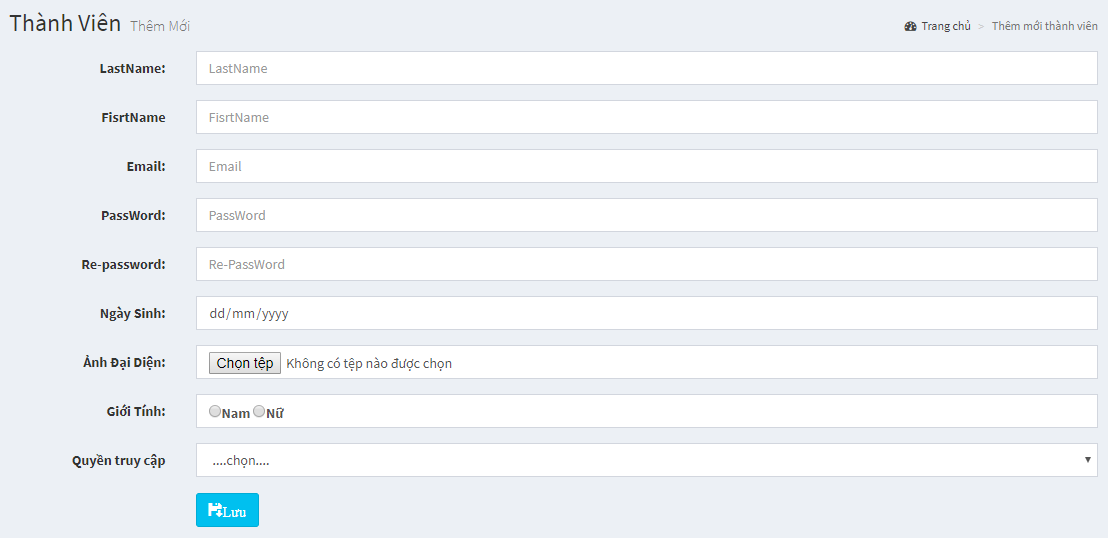 Thành Viên Thêm Mới
Trang chủ > Thêm mới thành viên
LastName: LastName
FisrtName FisrtName
Email: Email
PassWord: PassWord
Re-password: Re-PassWord
Ngày Sinh: dd/mm/yyyy
Ảnh Đại Diện: Chọn tệp Không có tệp nào được chọn
Giới Tính: Nam Nữ
Quyền truy cập ....chọn....
Lưu